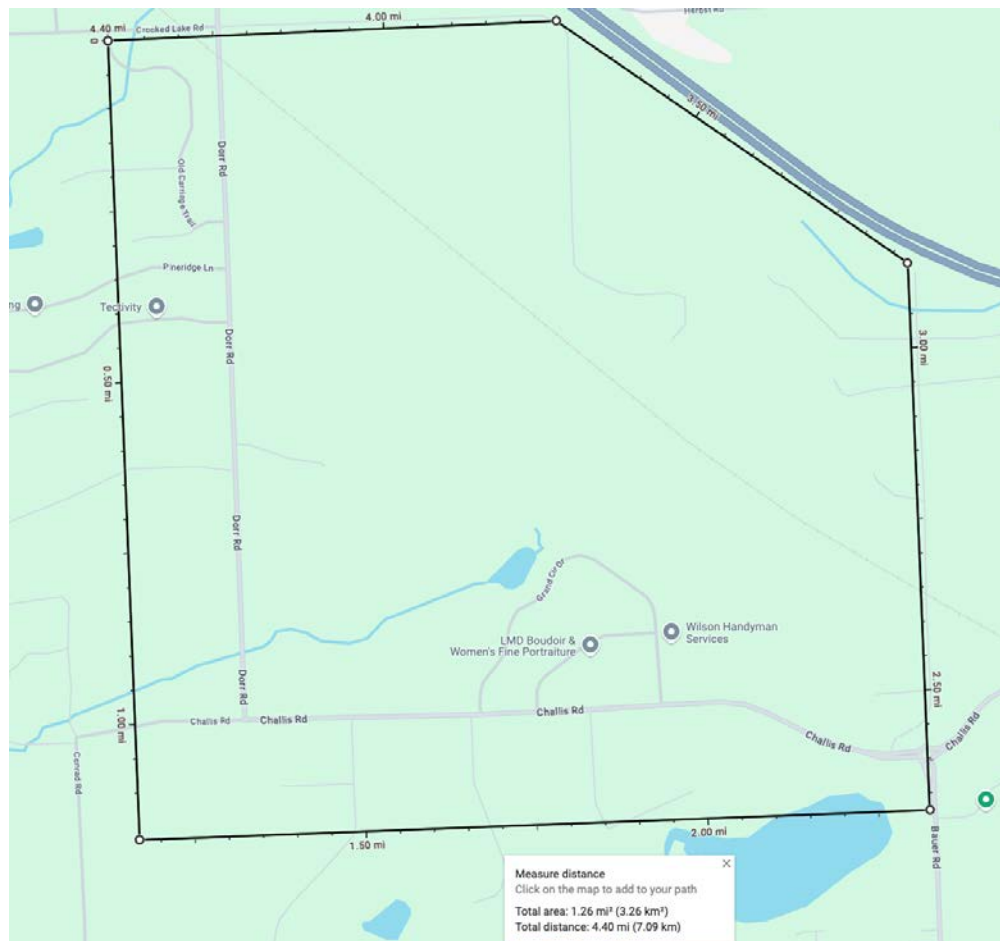 Herbst Rd
4.00 mi
4.40 mi
Crooked Lake Rd
0
3.50 mi
Dorr Rd
Old Carriage Trail
Pineridge Ln
ng
Tectivity
Dorr Rd
3.00 mi
0.50 mi
Dorr Rd
Grand Cir Dr
Wilson Handyman
Services
LMD Boudoir &
Women's Fine Portraiture
Dorr Rd
2.50 mi
Challis Rd
Challis Rd
Challis Rd
Challis Rd
Challis Rd
1.00 mi
Conrad Rd
2.00 mi
1.50 mi
Bauer Rd
Measure distance
Click on the map to add to your path
Total area: 1.26 mi² (3.26 km²)
Total distance: 4.40 mi (7.09 km)